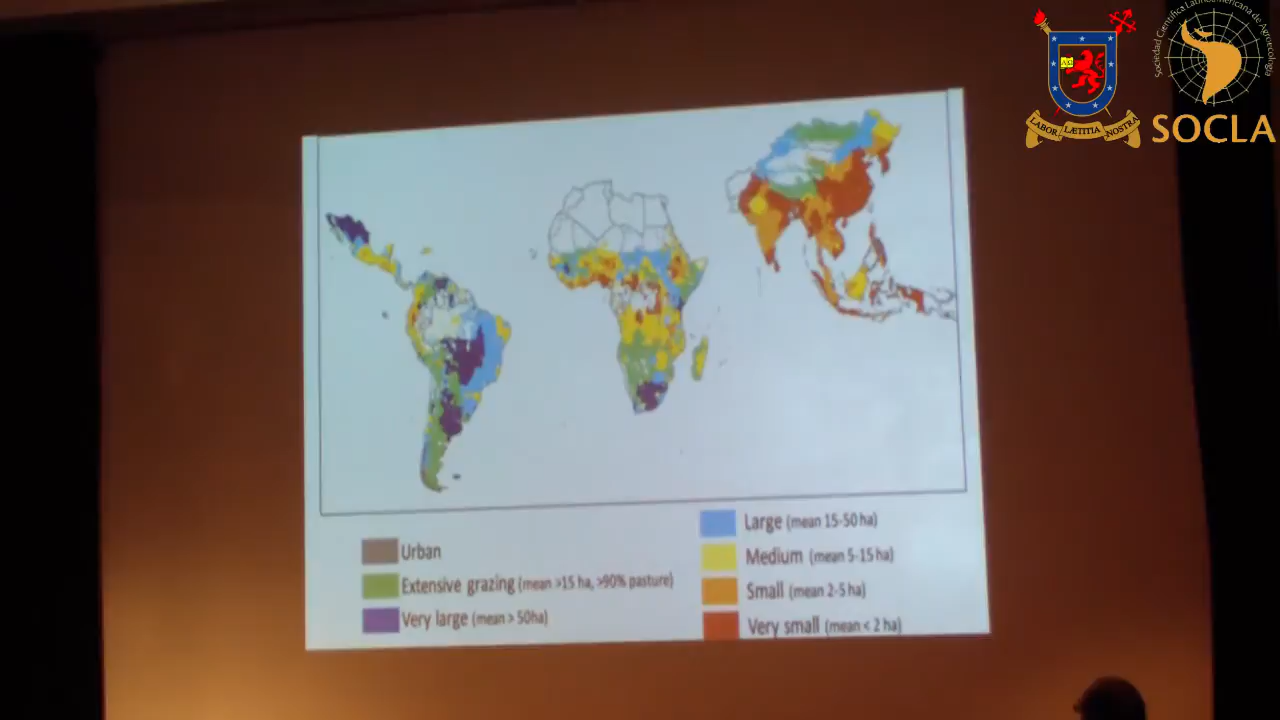 Sociedad Científica Latinoamericana de Agroecología
LABOR LÆTITIA NOSTRA
SOCLA
Urban
Extensive grazing (mean >15 ha, >90% pasture)
Very large (mean > 50ha)
Large (mean 15-50 ha)
Medium (mean 5-15 ha)
Small (mean 2-5 ha)
Very small (mean < 2 ha)